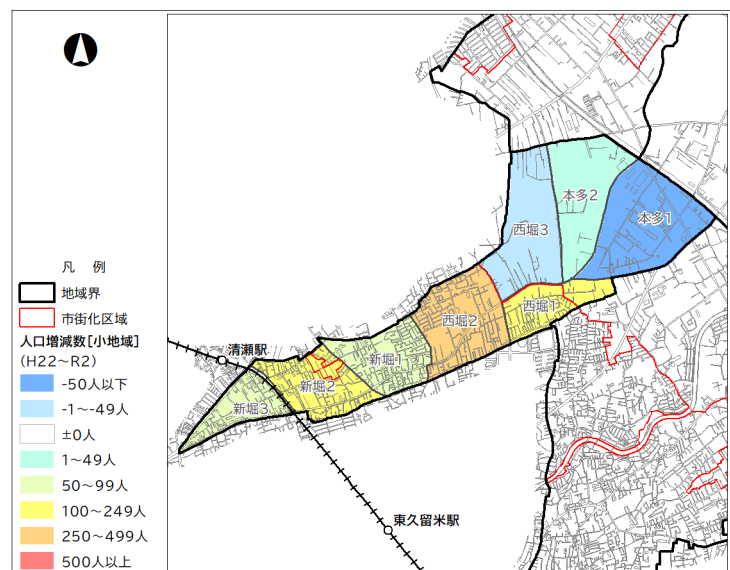 凡 例
地域界
市街化区域
人口増減数[小地域]
(H22~R2)
-50人以下
-1~-49人
±0人
1~49人
50~99人
100~249人
250~499人
500人以上
本多2
本多1
西堀3
西堀1
西堀2
新堀1
新堀2
新堀3
清瀬駅
東久留米駅